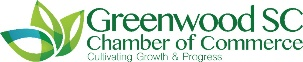 Greenwood SC
Chamber of Commerce
Cultivating Growth & Progress